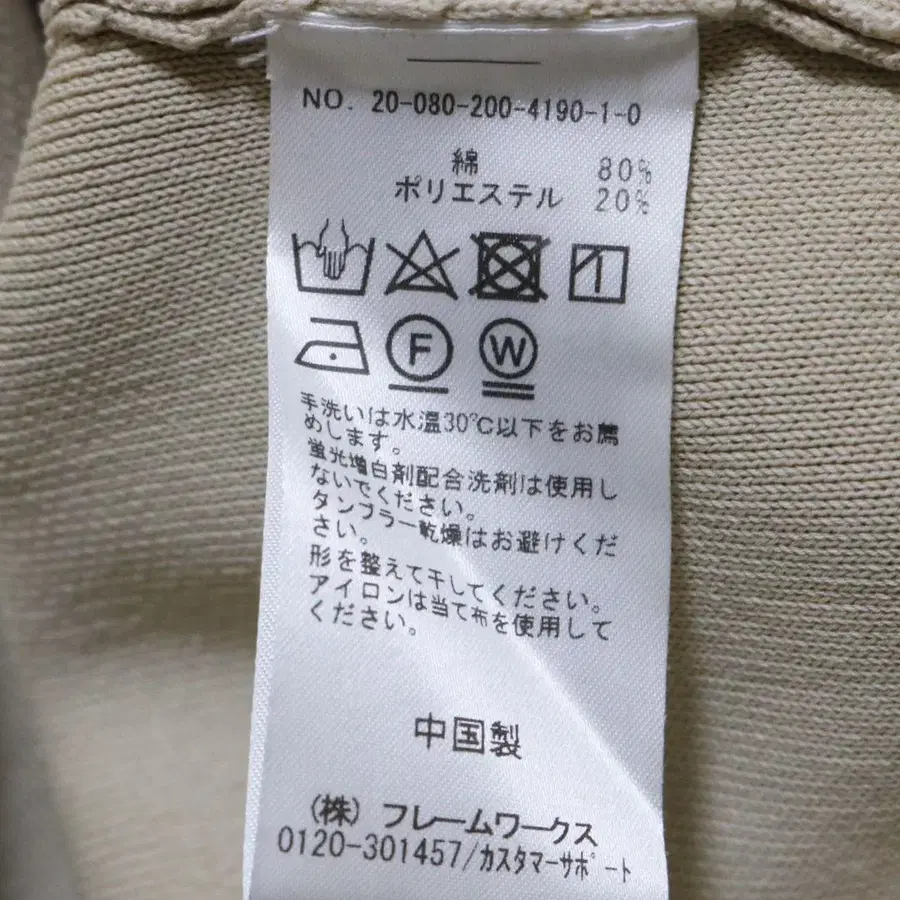 NO. 20-080-200-4190-1-0
綿 80%
ポリエステル 20%
F W
手洗いは水温30℃以下をお薦
めします。
蛍光増白剤配合洗剤は使用し
ないでください。
タンブラー乾燥はお避けくだ
さい。
形を整えて干してください。
アイロンは当て布を使用して
ください。
中国製
(株) フレームワークス
0120-301457/カスタマーサポート